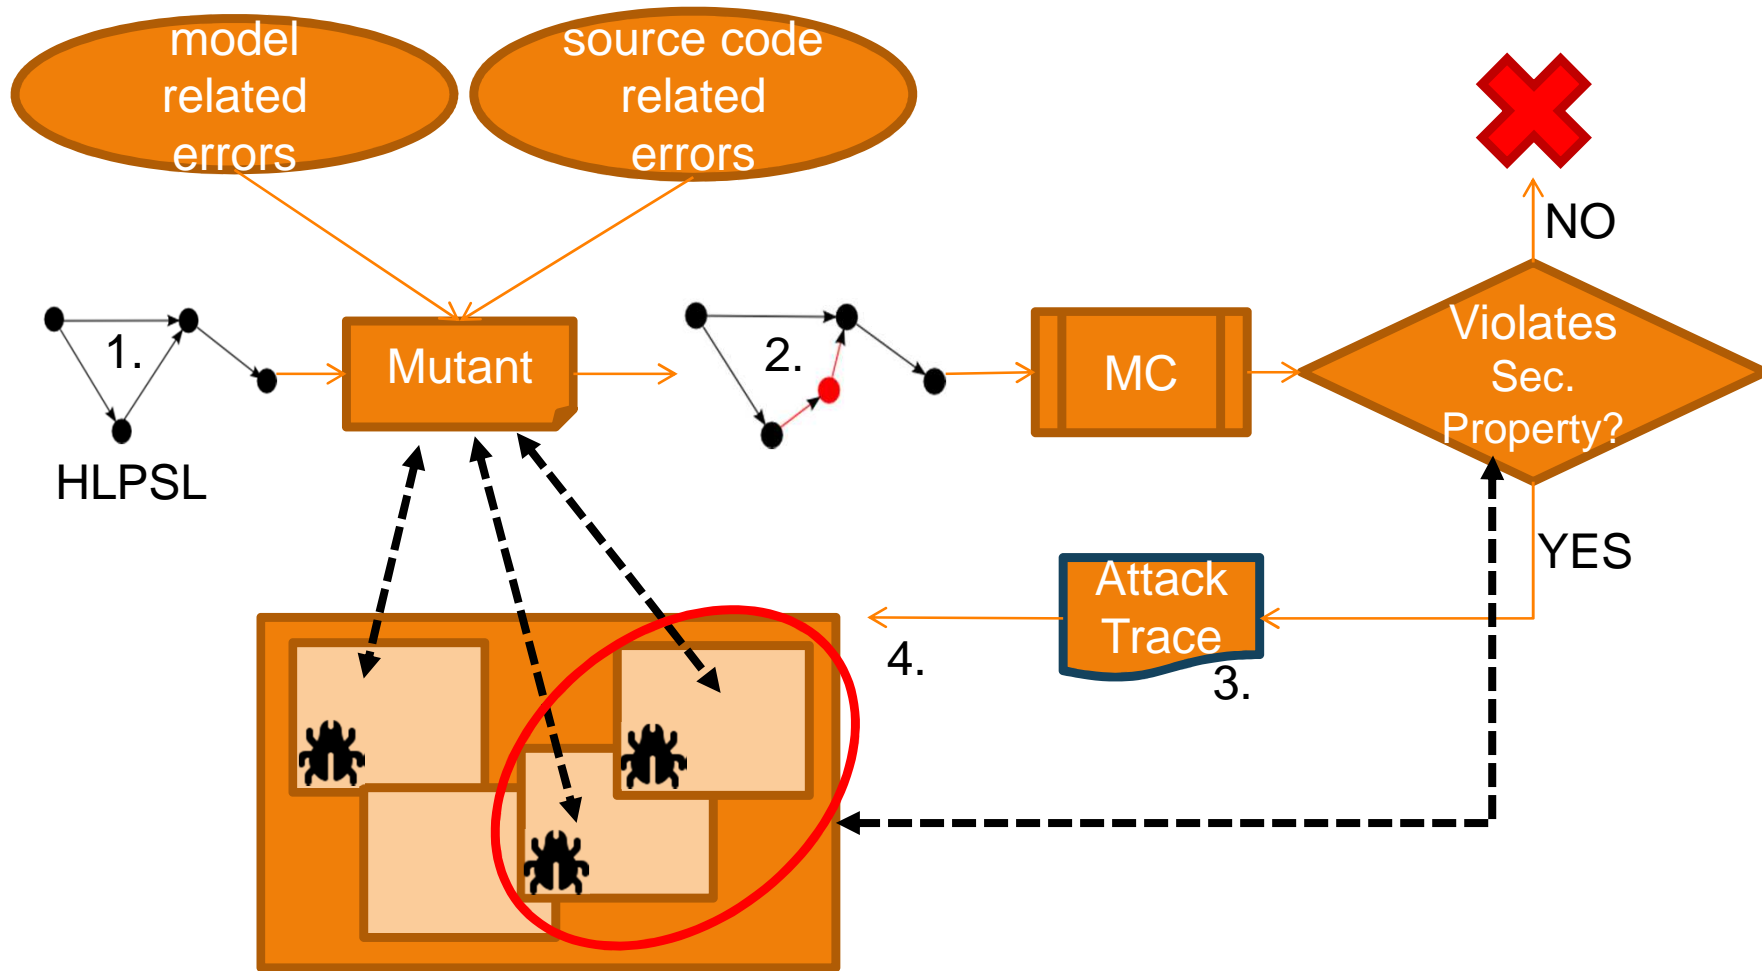 model
related
errors
source code
related
errors
NO
1.
Mutant
2.
MC
Violates
Sec.
Property?
HLPSL
YES
Attack
Trace
3.
4.